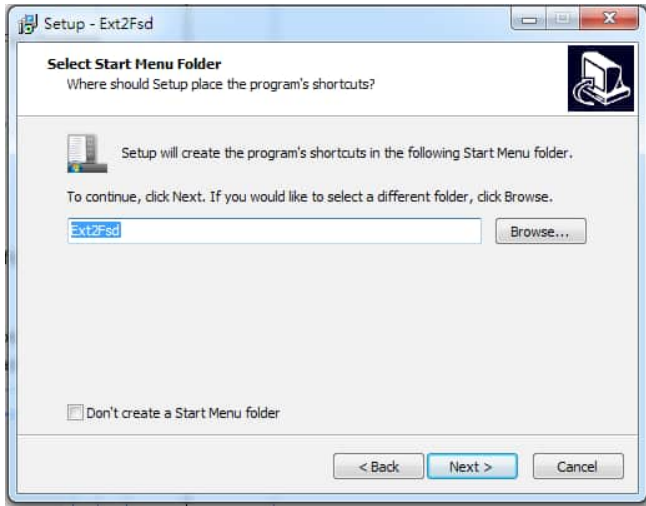 Setup - Ext2Fsd
Select Start Menu Folder
Where should Setup place the program's shortcuts?
Setup will create the program's shortcuts in the following Start Menu folder.
To continue, click Next. If you would like to select a different folder, click Browse.
Ext2Fsd
Browse...
Don't create a Start Menu folder
< Back
Next >
Cancel